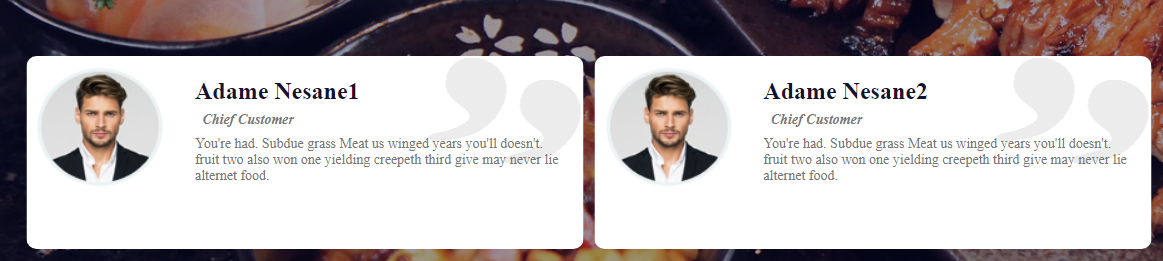 Adame Nesane1
Chief Customer
You're had. Subdue grass Meat us winged years you'll doesn't.
fruit two also won one yielding creepeth third give may never lie
alternet food.
Adame Nesane2
Chief Customer
You're had. Subdue grass Meat us winged years you'll doesn't.
fruit two also won one yielding creepeth third give may never lie
alternet food.